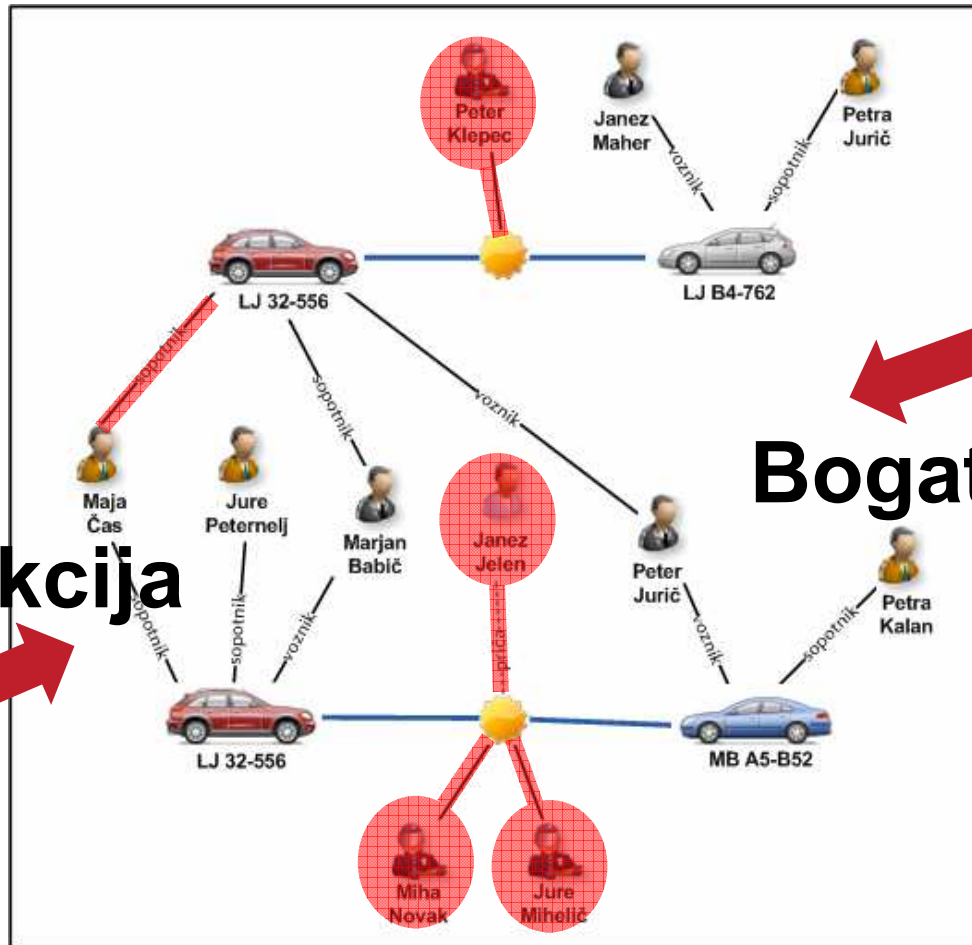 Peter
Klepec
Janez
Maher
Petra
Jurič
voznik
sopotnik
LJ 32-556
LJ B4-762
sopotnik
sopotnik
voznik
Bogat
Maja
Čas
Jure
Peternelj
Marjan
Babič
Janez
Jelen
Peter
Jurič
Petra
Kalan
kcija
sopotnik
sopotnik
voznik
voznik
sopotnik
LJ 32-556
MB A5-B52
Miha
Novak
Jure
Mihelič